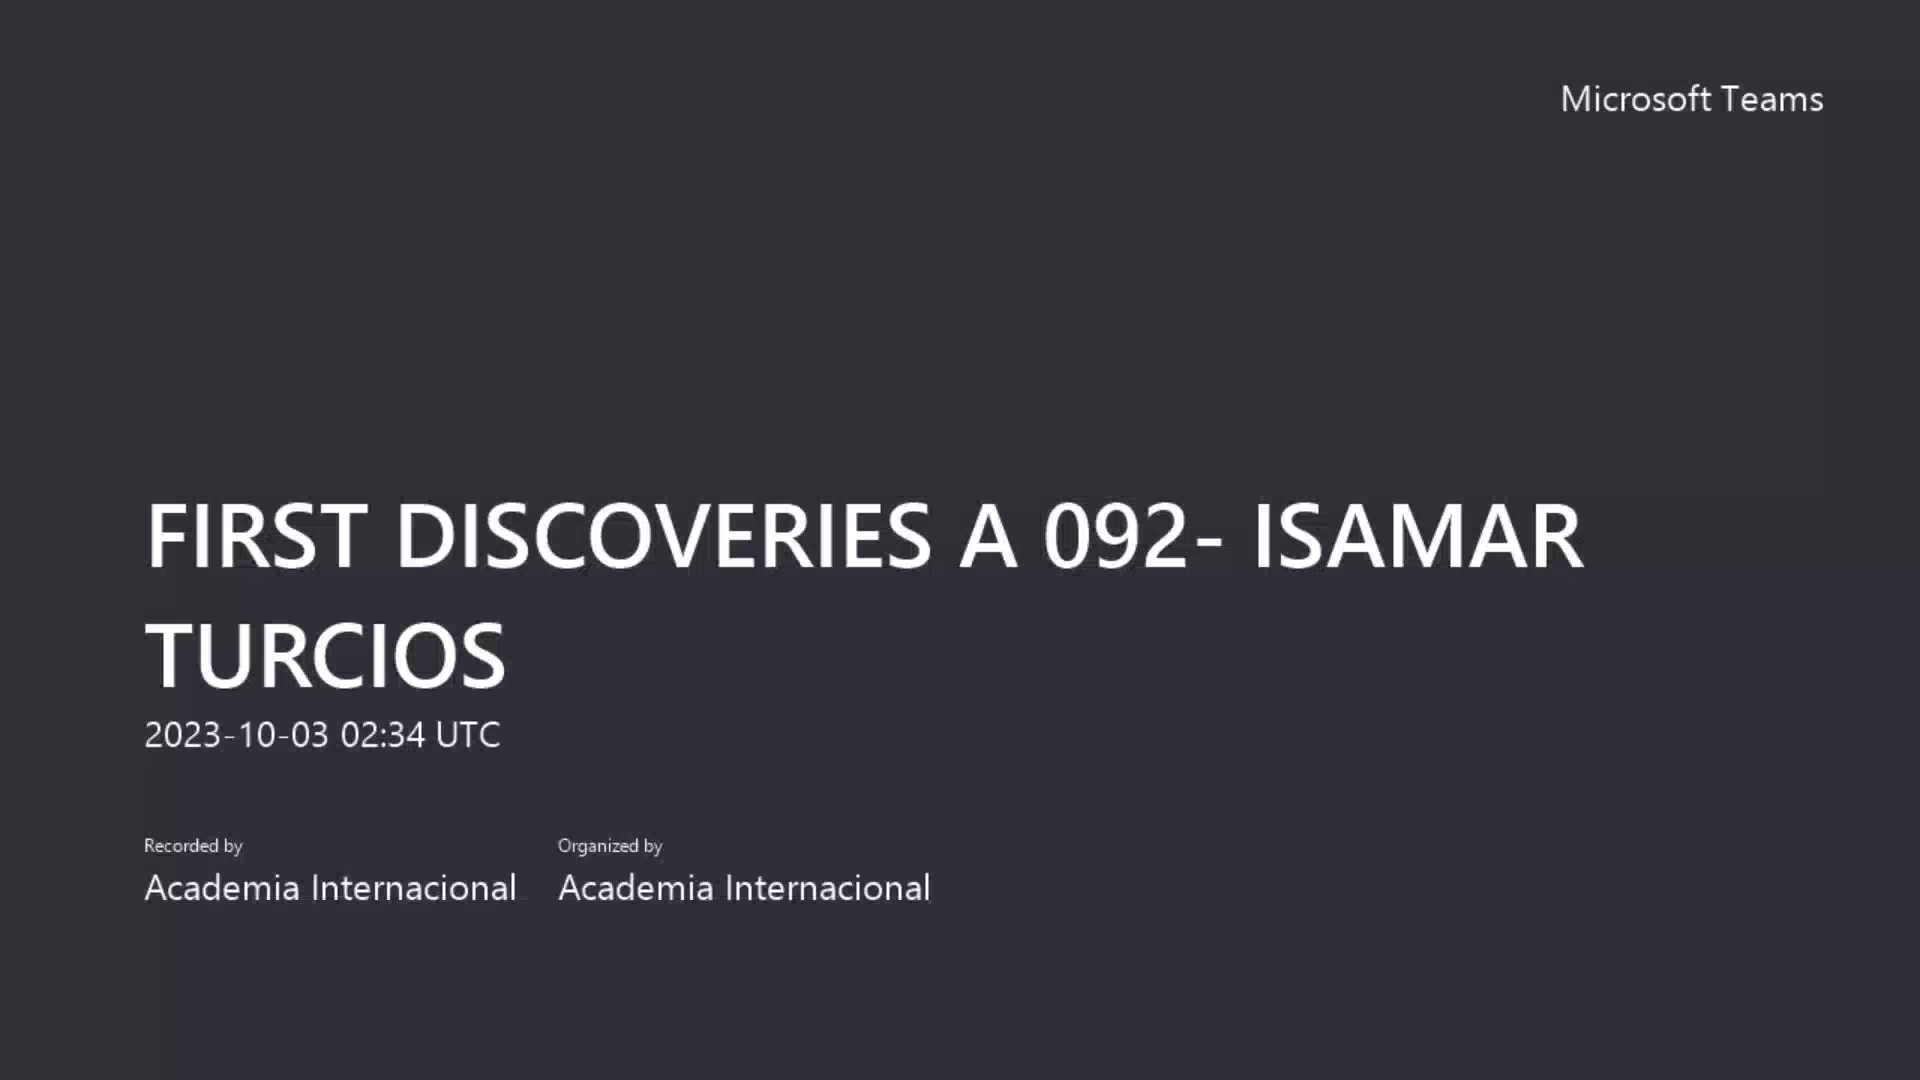 Microsoft Teams
FIRST DISCOVERIES A 092- ISAMAR
TURCIOS
2023-10-03 02:34 UTC
Recorded by
Academia Internacional
Organized by
Academia Internacional